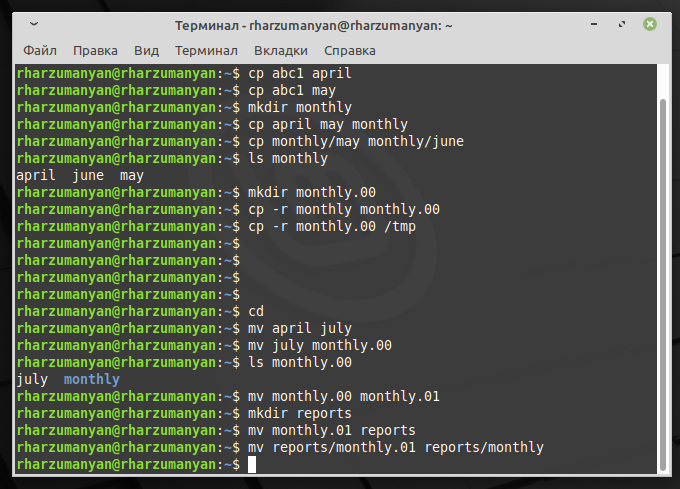 Терминал - rharzumanyan@rharzumanyan: ~
Файл Правка Вид Терминал Вкладки Справка
rharzumanyan@rharzumanyan:~$ cp abc1 april
rharzumanyan@rharzumanyan:~$ cp abc1 may
rharzumanyan@rharzumanyan:~$ mkdir monthly
rharzumanyan@rharzumanyan:~$ cp april may monthly
rharzumanyan@rharzumanyan:~$ cp monthly/may monthly/june
rharzumanyan@rharzumanyan:~$ ls monthly
april  june  may
rharzumanyan@rharzumanyan:~$ mkdir monthly.00
rharzumanyan@rharzumanyan:~$ cp -r monthly monthly.00
rharzumanyan@rharzumanyan:~$ cp -r monthly.00 /tmp
rharzumanyan@rharzumanyan:~$
rharzumanyan@rharzumanyan:~$
rharzumanyan@rharzumanyan:~$
rharzumanyan@rharzumanyan:~$
rharzumanyan@rharzumanyan:~$ cd
rharzumanyan@rharzumanyan:~$ mv april july
rharzumanyan@rharzumanyan:~$ mv july monthly.00
rharzumanyan@rharzumanyan:~$ ls monthly.00
july  monthly
rharzumanyan@rharzumanyan:~$ mv monthly.00 monthly.01
rharzumanyan@rharzumanyan:~$ mkdir reports
rharzumanyan@rharzumanyan:~$ mv monthly.01 reports
rharzumanyan@rharzumanyan:~$ mv reports/monthly.01 reports/monthly
rharzumanyan@rharzumanyan:~$